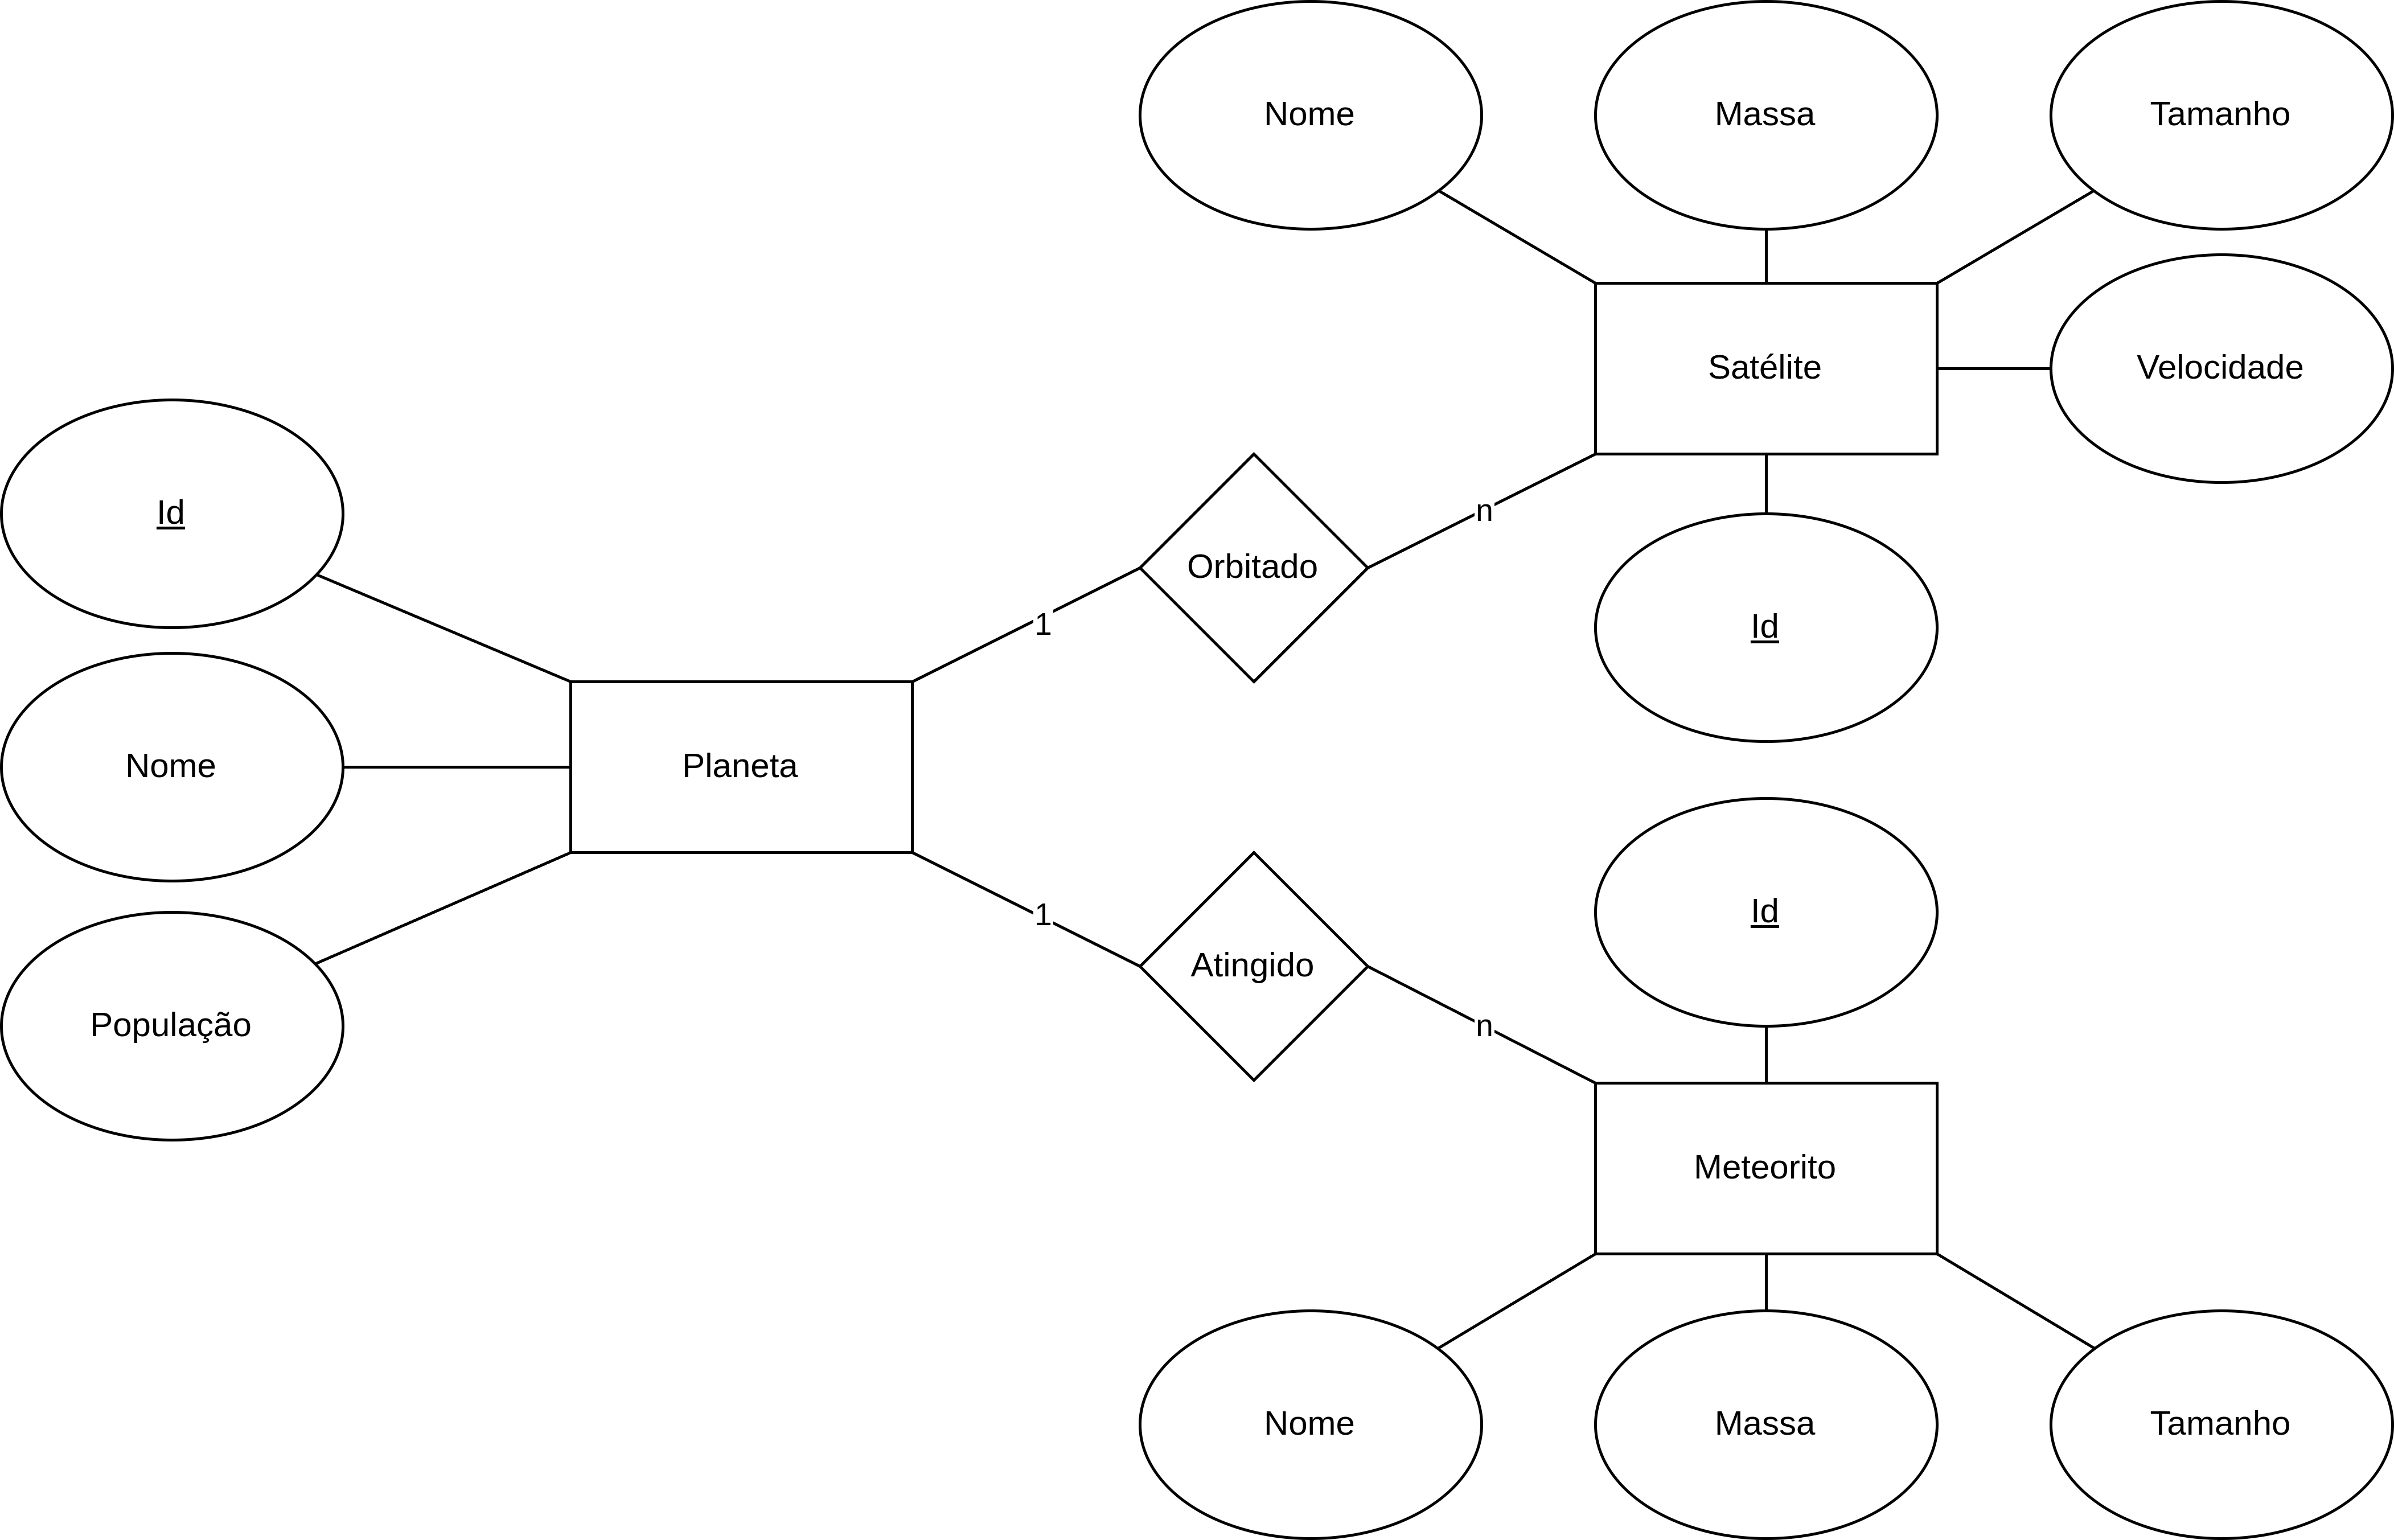 Nome
Massa
Tamanho
Satélite
Velocidade
n
Id
Orbitado
1
Id
Id
Nome
Planeta
População
1
Atingido
n
Id
Meteorito
Nome
Massa
Tamanho